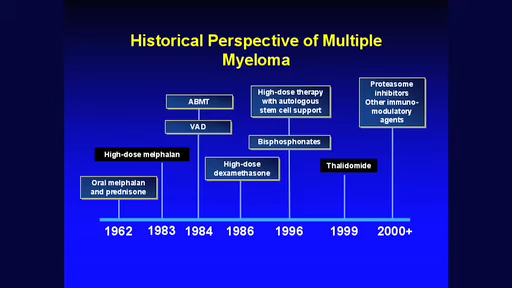 Historical Perspective of Multiple
Myeloma
ABMT
VAD
High-dose melphalan
Oral melphalan
and prednisone
High-dose
dexamethasone
High-dose therapy
with autologous
stem cell support
Bisphosphonates
Thalidomide
Proteasome
inhibitors
Other immuno-
modulatory
agents
1962 1983 1984 1986 1996 1999 2000+